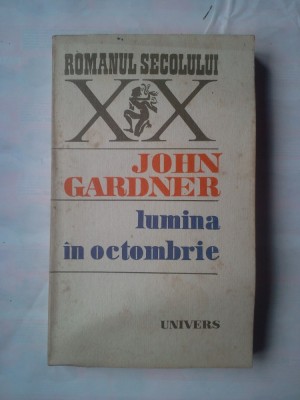 ROMANUL SECOLULUI
XX
JOHN
GARDNER
lumina
în octombrie
UNIVERS